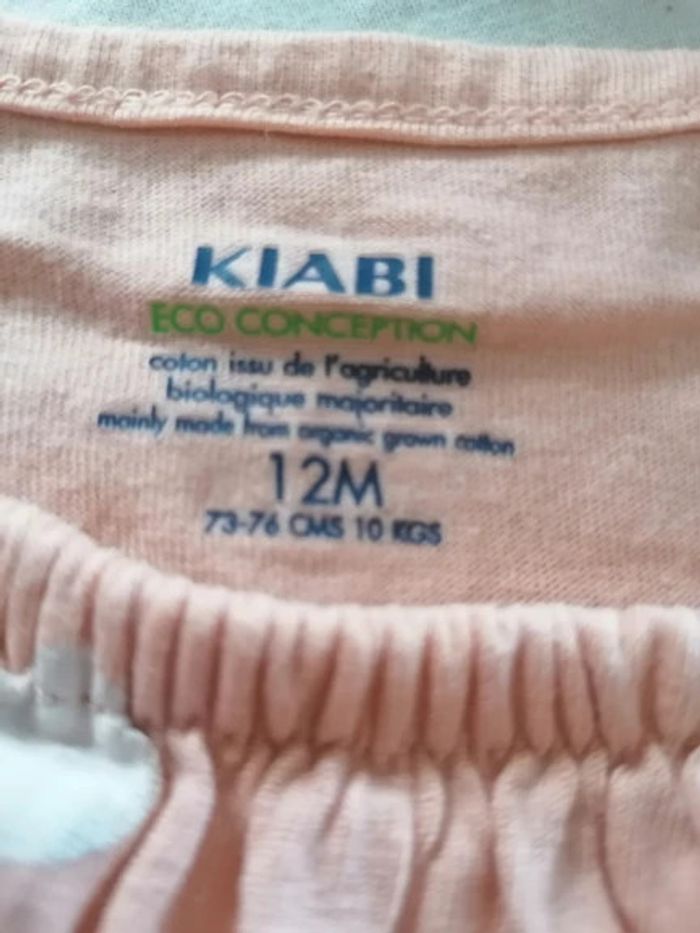 KIABI
ECO CONCEPTION
coton issu de l'agriculture
biologique majoritaire
mainly made from organic grown cotton
12M
73-76 CMS 10 KGS